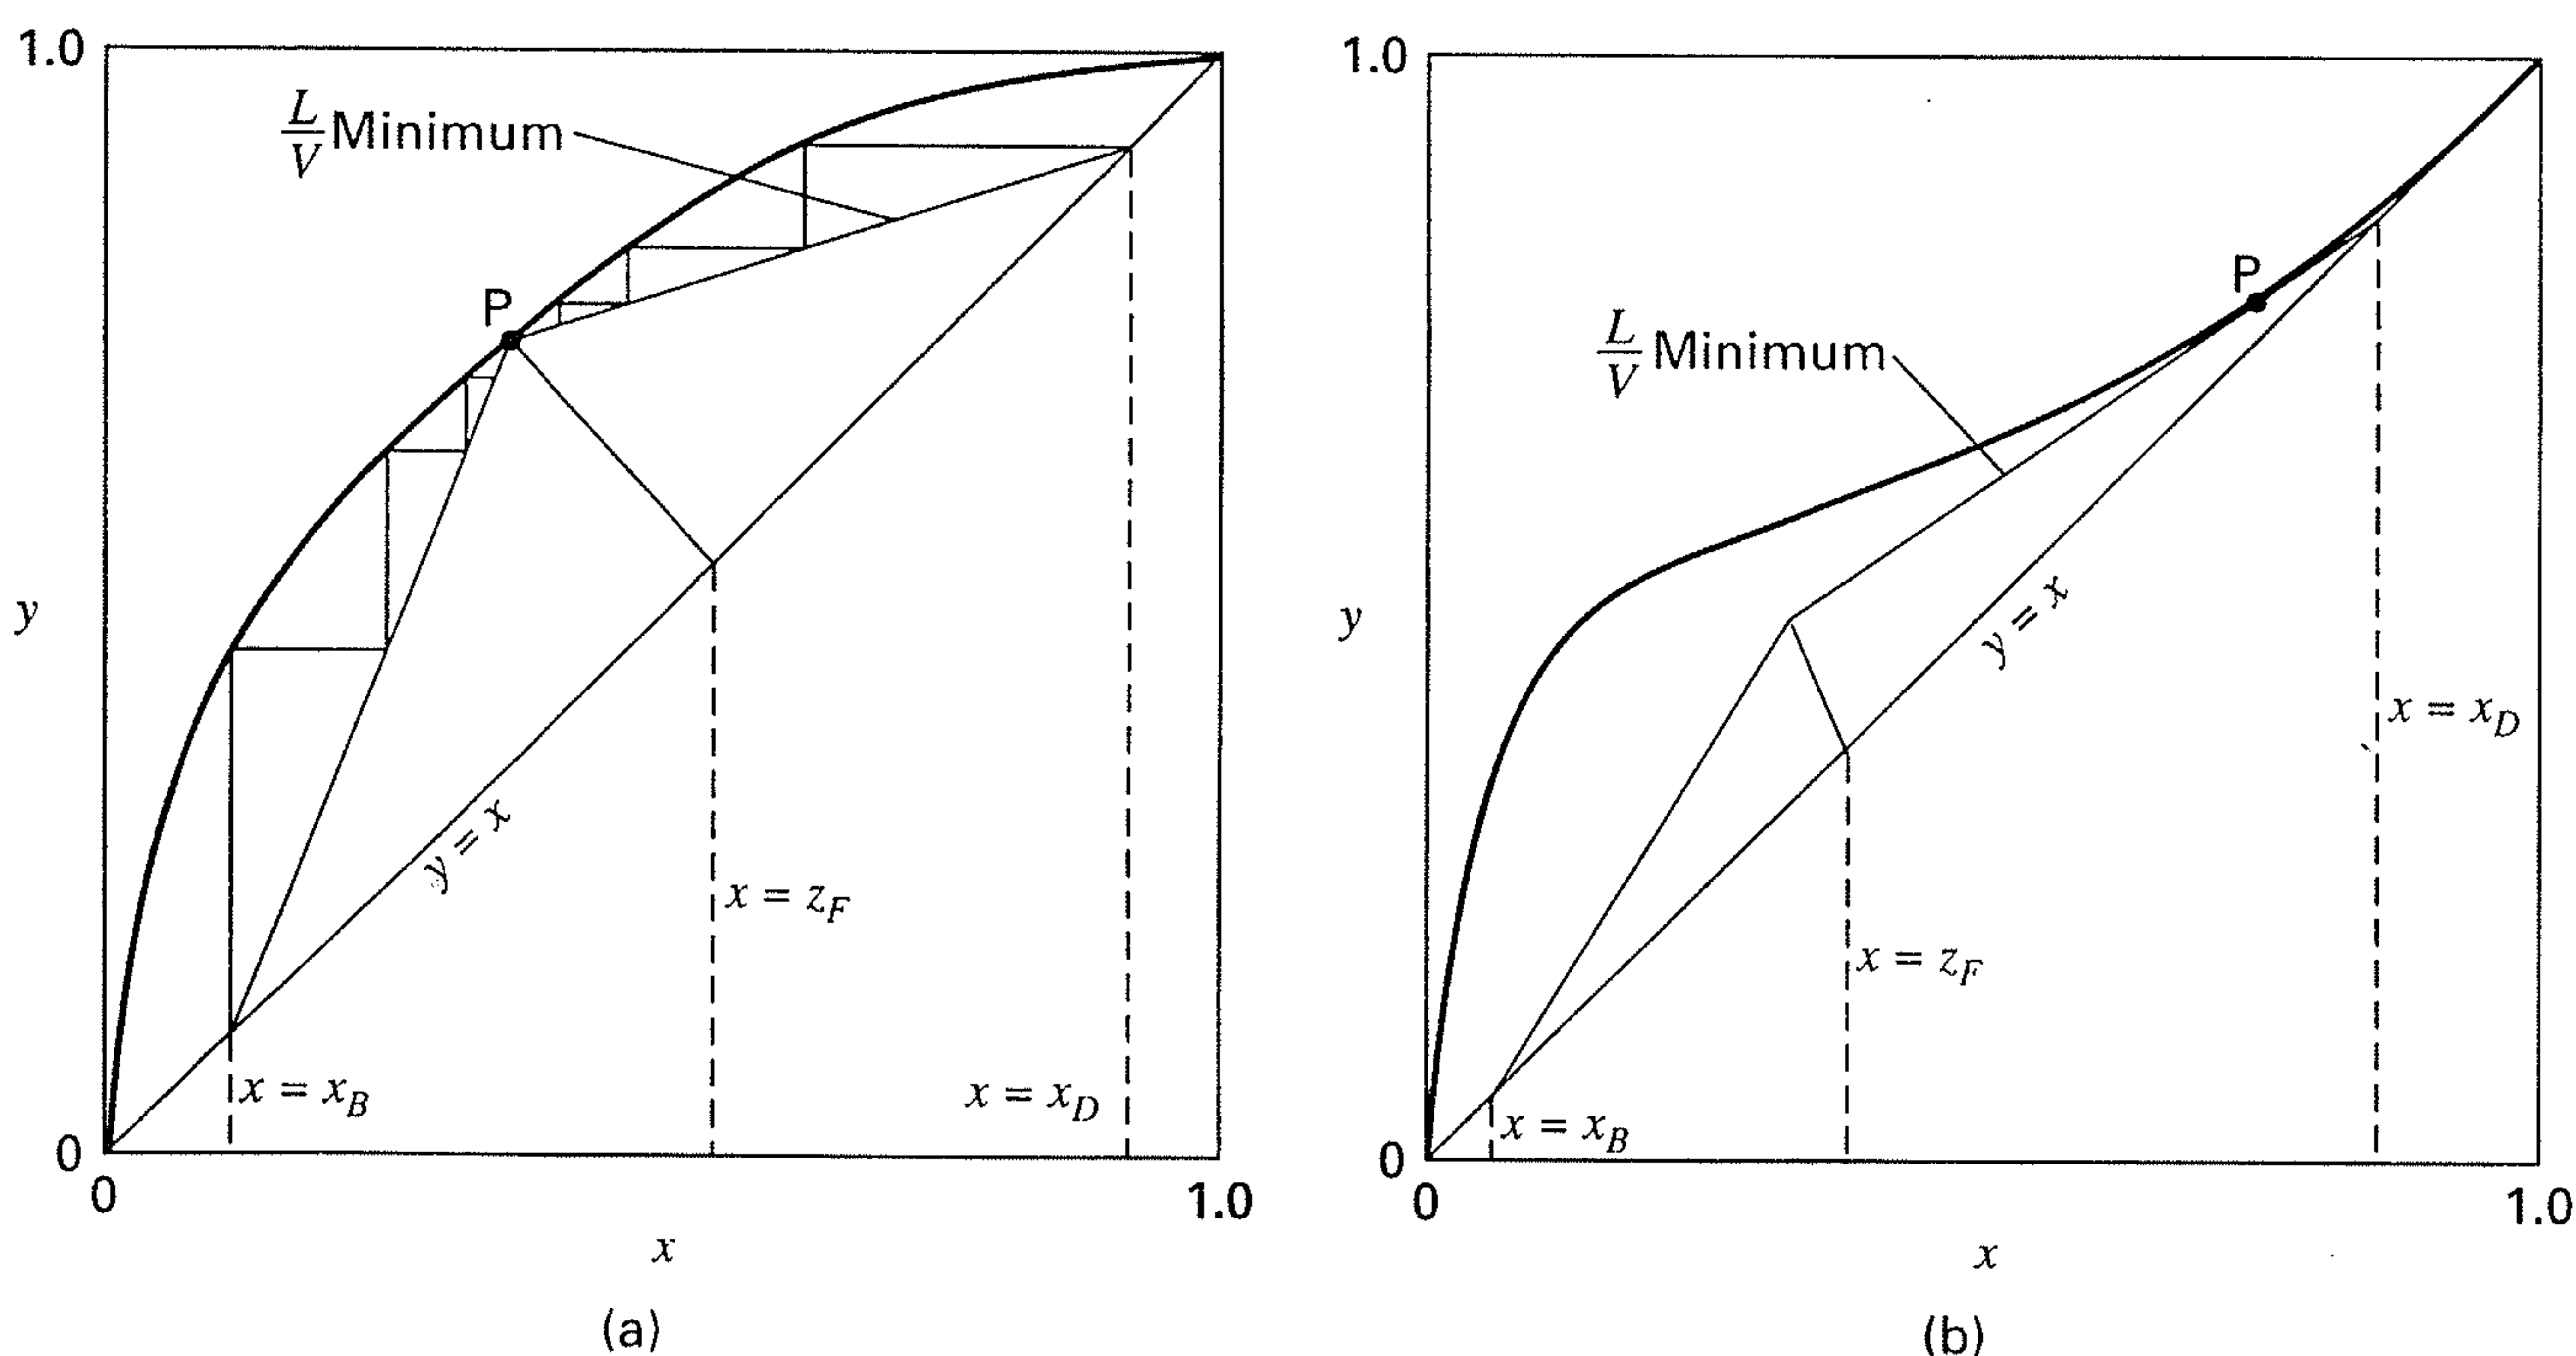 1.0
L/V Minimum
P
y
y = x
x = z_F
x = x_B
x = x_D
0
0
1.0
x
(a)
1.0
P
L/V Minimum
y
y = x
x = x_D
x = z_F
x = x_B
0
0
1.0
x
(b)